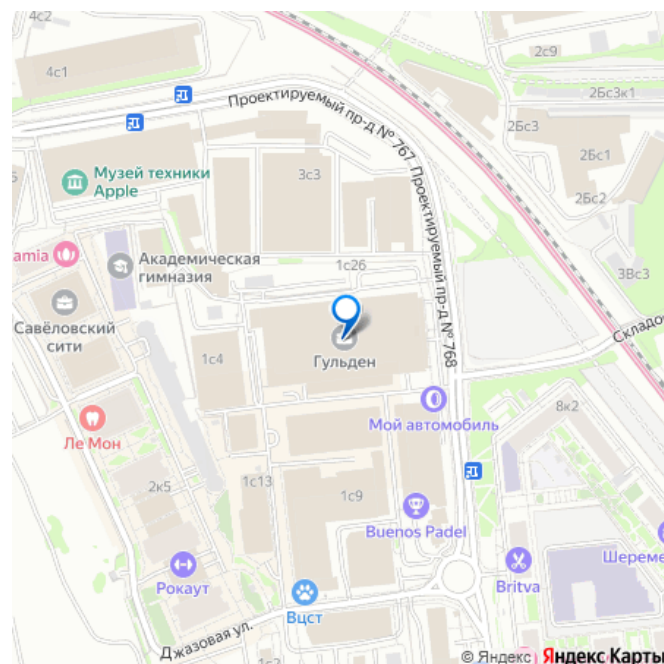 4с2
2с9
4с1
2Бс3к1
Проектируемый пр-д № 767
2Бс3
2Бс1
Музей техники
Apple
3с3
2Бс2
Проектируемый пр-д № 768
amia
Академическая
гимназия
1с26
3Вс3
Савёловский
сити
Складо
1с4
Гульден
8к2
Ле Мон
Мой автомобиль
2к5
1с13
1с9
Buenos Padel
Рокаут
Britva
Шереме
Вцст
Джазовая ул.
1с3
© Яндекс Яндекс Карты